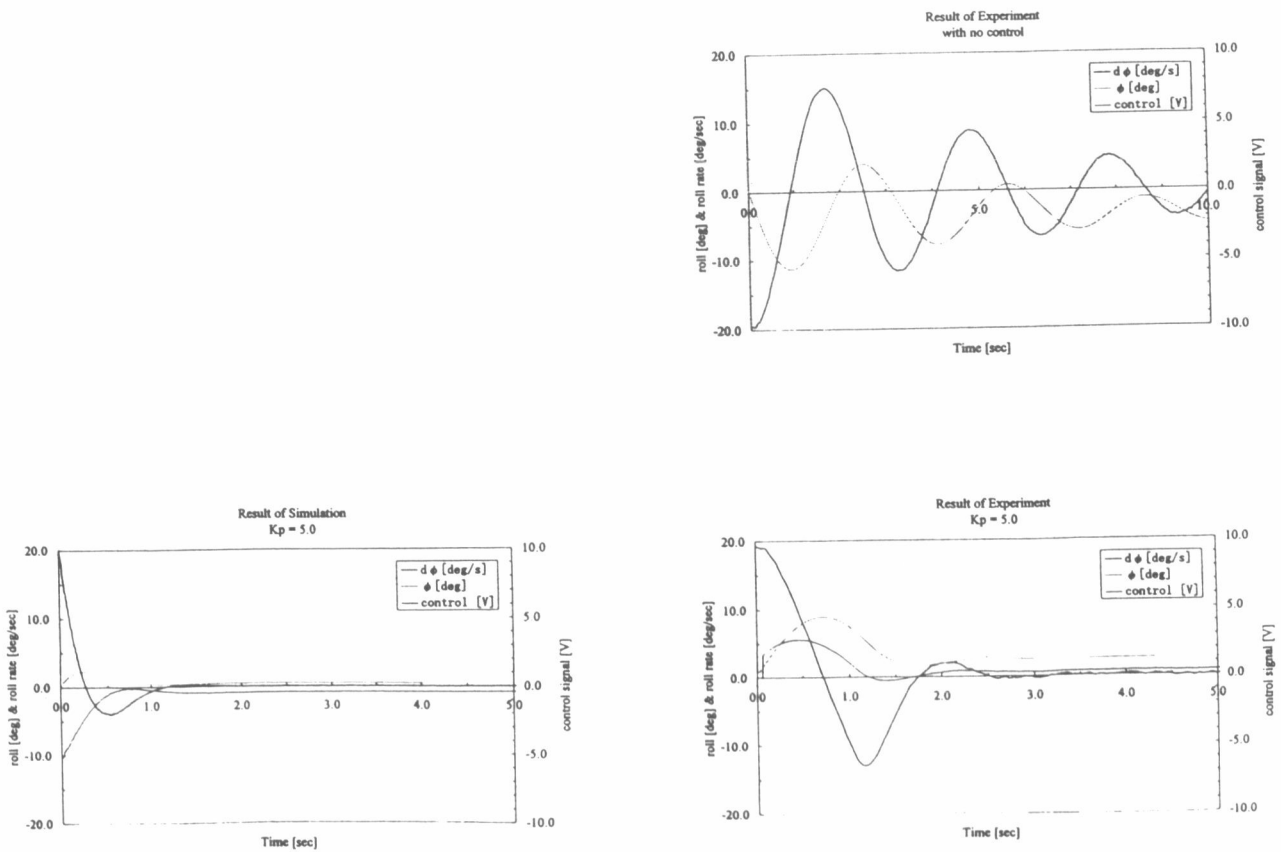 Result of Experiment
with no control
20.0
10.0
0.0
-10.0
-20.0
roll [deg] & roll rate [deg/sec]
d ϕ [deg/s]
ϕ [deg]
control [V]
10.0
5.0
0.0
-5.0
-10.0
control signal [V]
0.0
5.0
10.0
Time [sec]
Result of Simulation
Kp = 5.0
20.0
10.0
0.0
-10.0
-20.0
roll [deg] & roll rate [deg/sec]
d ϕ [deg/s]
ϕ [deg]
control [V]
10.0
5.0
0.0
-5.0
-10.0
control signal [V]
0.0
1.0
2.0
3.0
4.0
5.0
Time [sec]
Result of Experiment
Kp = 5.0
20.0
10.0
0.0
-10.0
-20.0
roll [deg] & roll rate [deg/sec]
d ϕ [deg/s]
ϕ [deg]
control [V]
10.0
5.0
0.0
-5.0
-10.0
control signal [V]
0.0
1.0
2.0
3.0
4.0
5.0
Time [sec]